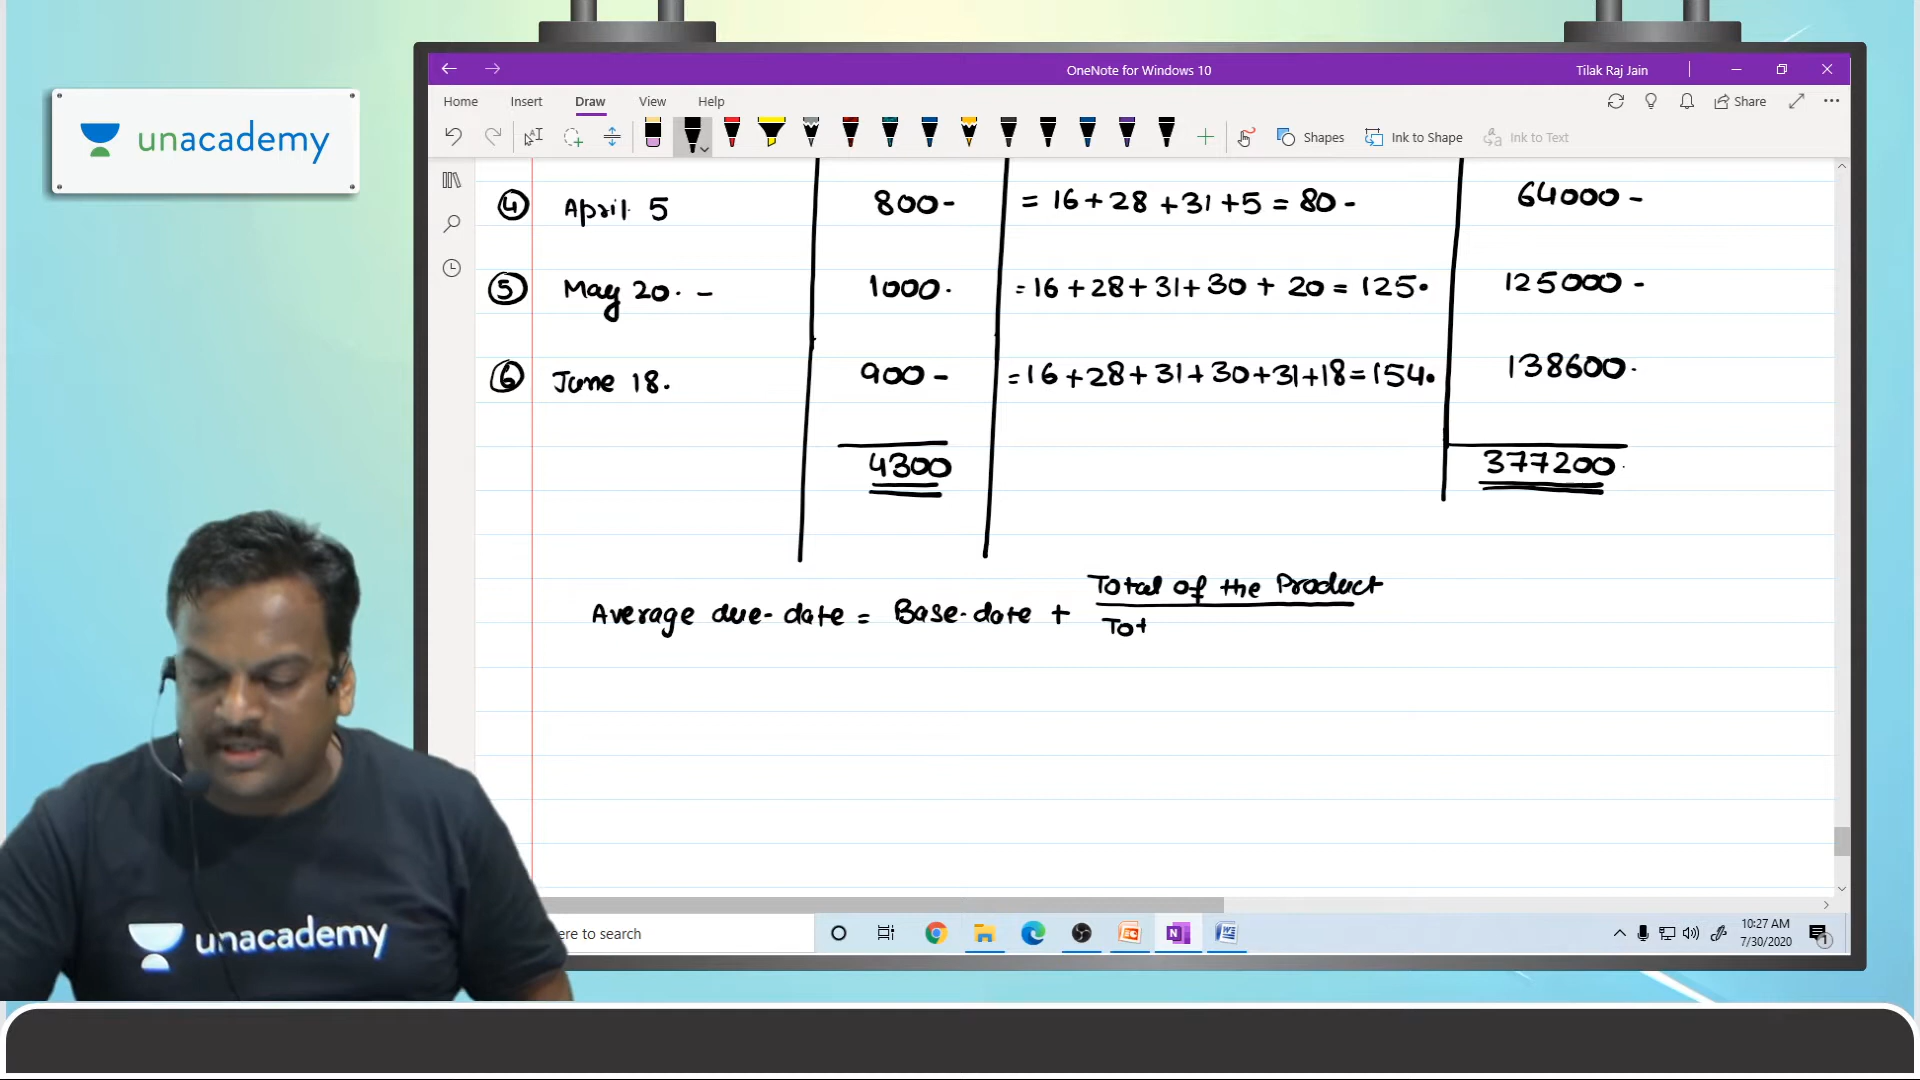 unacademy
OneNote for Windows 10
Tilak Raj Jain
Home Insert Draw View Help
Share
Shapes
Ink to Shape
Ink to Text
4 April 5 800 - = 16+28+31+5 = 80 - 64000 -
5 May 20. - 1000. = 16+28+31+30+20 = 125. 125000 -
6 June 18. 900 - = 16+28+31+30+31+18=154. 138600.
4300 377200
Total of the Product
Average due-date = Base-date +
Tot
unacademy
ere to search
10:27 AM
7/30/2020
1